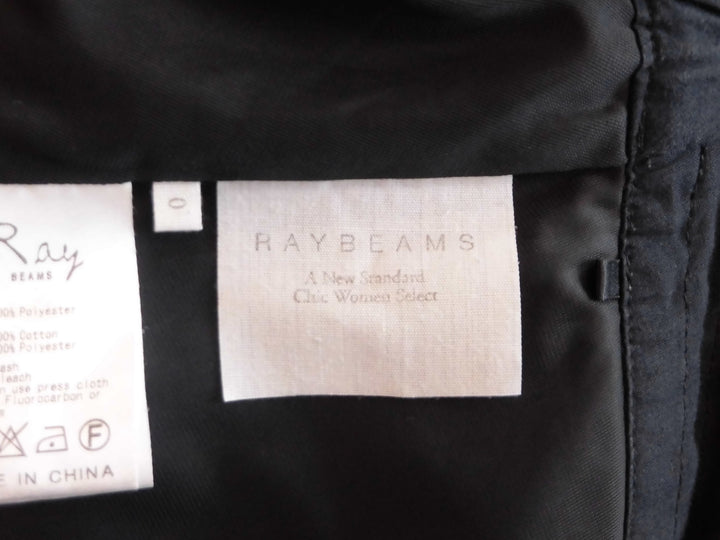 Ray
BEAMS
00% Polyester
00% Cotton
00% Polyester
ash
leach
n use press cloth
Fluorocarbon or
s
F
E IN CHINA
0
RAYBEAMS
A New Standard
Chic Women Select